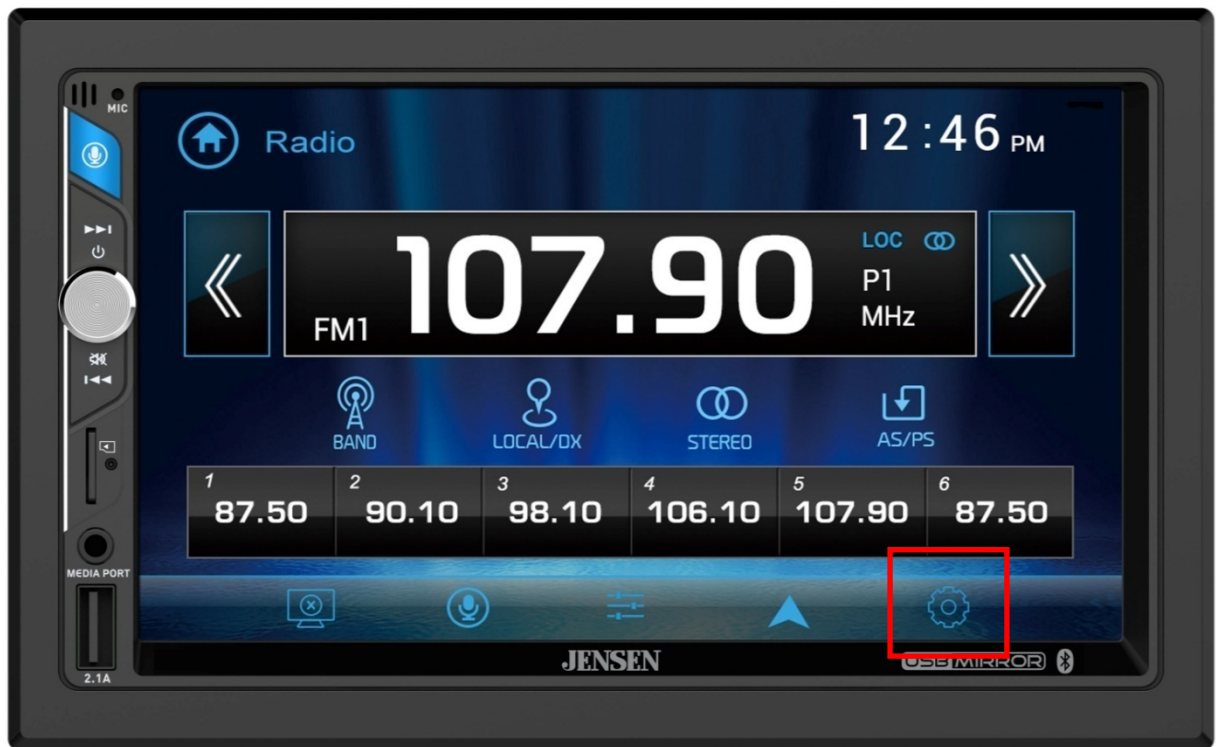 MIC
Radio
12:46 PM
107.90
LOC
P1
MHz
FM1
BAND
LOCAL/DX
STEREO
AS/PS
1 2 3 4 5 6
87.50 90.10 98.10 106.10 107.90 87.50
MEDIA PORT
2.1A
JENSEN
USB MIRROR